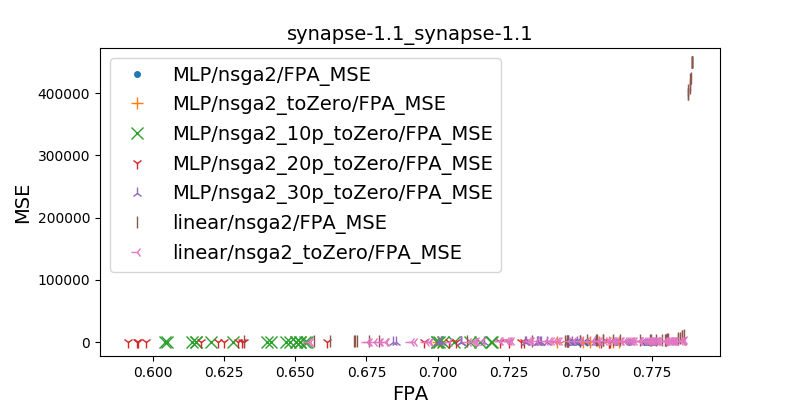 synapse-1.1_synapse-1.1
MLP/nsga2/FPA_MSE
MLP/nsga2_toZero/FPA_MSE
MLP/nsga2_10p_toZero/FPA_MSE
MLP/nsga2_20p_toZero/FPA_MSE
MLP/nsga2_30p_toZero/FPA_MSE
linear/nsga2/FPA_MSE
linear/nsga2_toZero/FPA_MSE
MSE
400000
300000
200000
100000
0
0.600 0.625 0.650 0.675 0.700 0.725 0.750 0.775
FPA